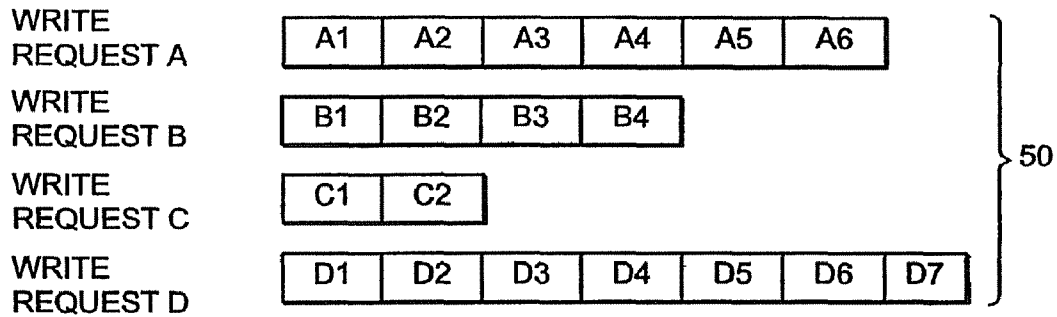 WRITE
REQUEST A
A1 A2 A3 A4 A5 A6
WRITE
REQUEST B
B1 B2 B3 B4
50
WRITE
REQUEST C
C1 C2
WRITE
REQUEST D
D1 D2 D3 D4 D5 D6 D7